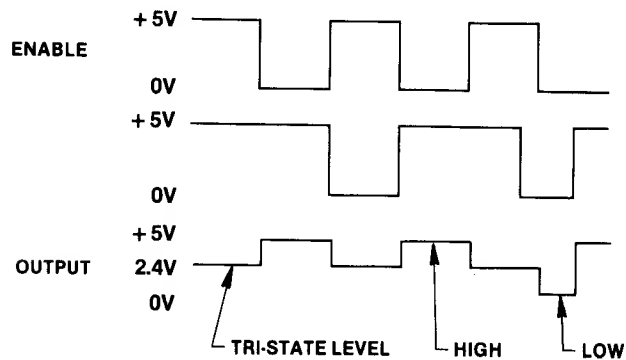 +5V
ENABLE
0V
+5V
0V
+5V
OUTPUT 2.4V
0V
TRI-STATE LEVEL HIGH LOW